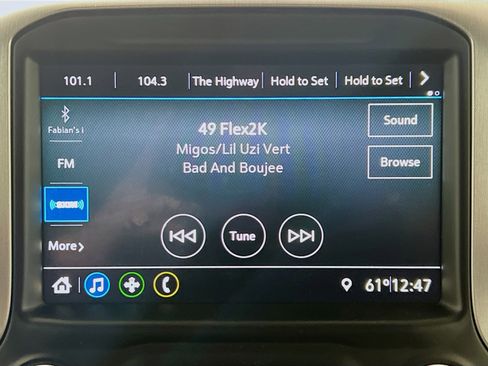 101.1 104.3 The Highway Hold to Set Hold to Set
Fabian's i
49 Flex2K
Sound
Migos/Lil Uzi Vert
FM
Browse
Bad And Boujee
Tune
More
61° 12:47